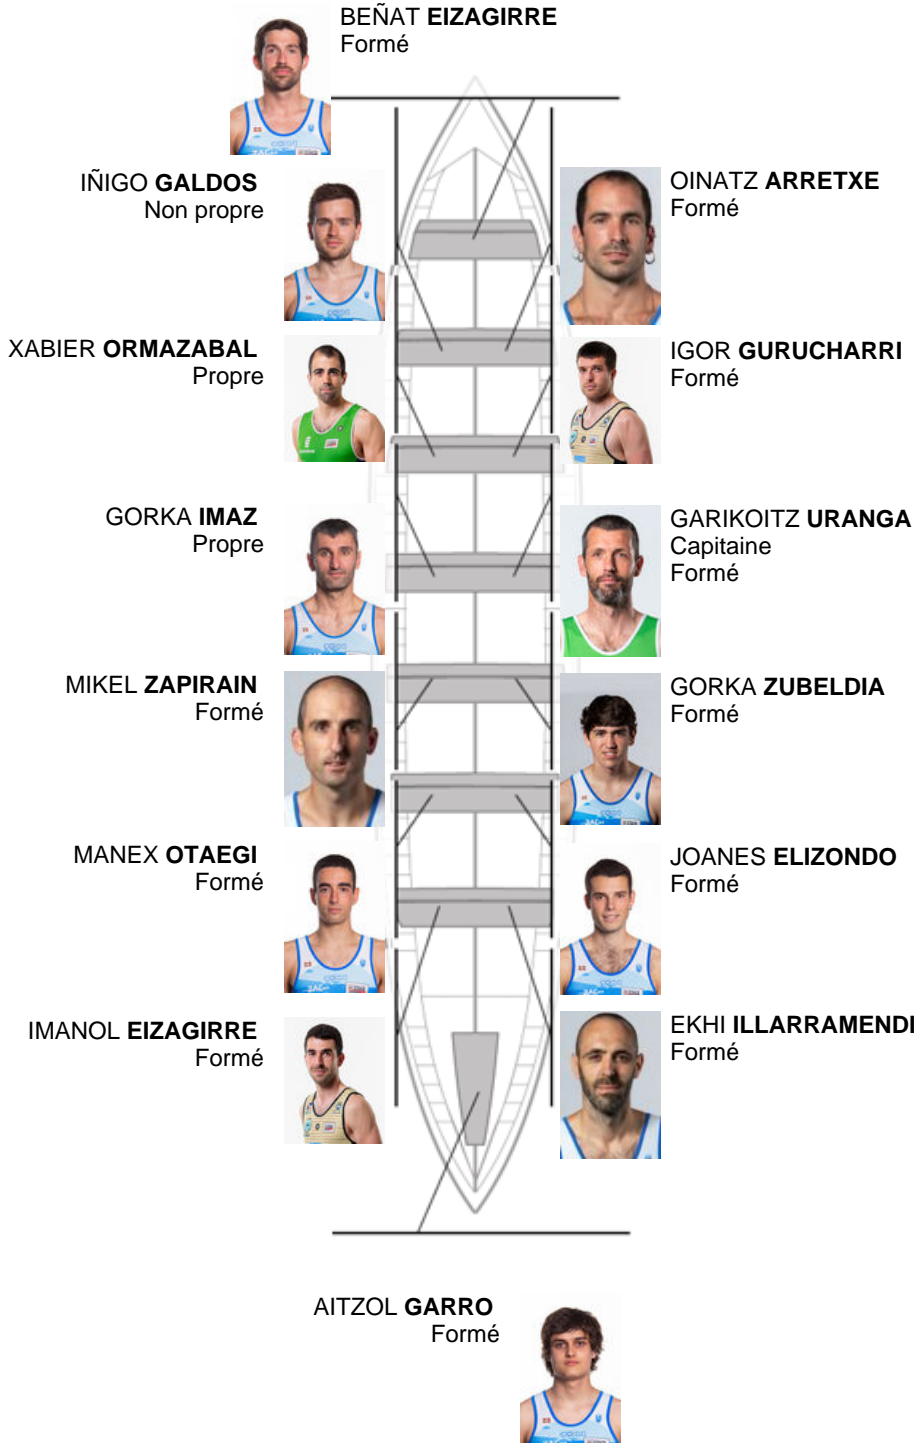 BEÑAT EIZAGIRRE
Formé
IÑIGO GALDOS
Non propre
OINATZ ARRETXE
Formé
XABIER ORMAZABAL
Propre
IGOR GURUCHARRI
Formé
GORKA IMAZ
Propre
GARIKOITZ URANGA
Capitaine
Formé
MIKEL ZAPIRAIN
Formé
GORKA ZUBELDIA
Formé
MANEX OTAEGI
Formé
JOANES ELIZONDO
Formé
IMANOL EIZAGIRRE
Formé
EKHI ILLARRAMENDI
Formé
AITZOL GARRO
Formé